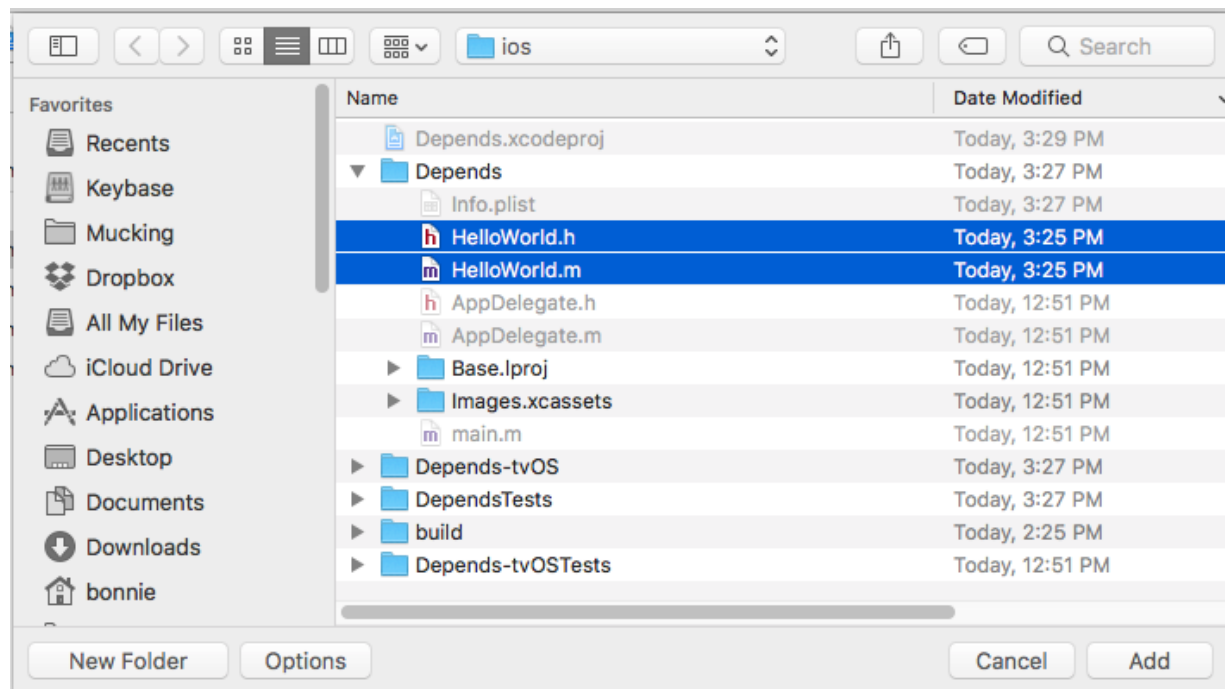 ios
Search
Favorites
Recents
Keybase
Mucking
Dropbox
All My Files
iCloud Drive
Applications
Desktop
Documents
Downloads
bonnie
Name Date Modified
Depends.xcodeproj Today, 3:29 PM
Depends Today, 3:27 PM
Info.plist Today, 3:27 PM
h HelloWorld.h Today, 3:25 PM
m HelloWorld.m Today, 3:25 PM
h AppDelegate.h Today, 12:51 PM
m AppDelegate.m Today, 12:51 PM
Base.lproj Today, 12:51 PM
Images.xcassets Today, 12:51 PM
m main.m Today, 12:51 PM
Depends-tvOS Today, 3:27 PM
DependsTests Today, 3:27 PM
build Today, 2:25 PM
Depends-tvOSTests Today, 12:51 PM
New Folder Options Cancel Add